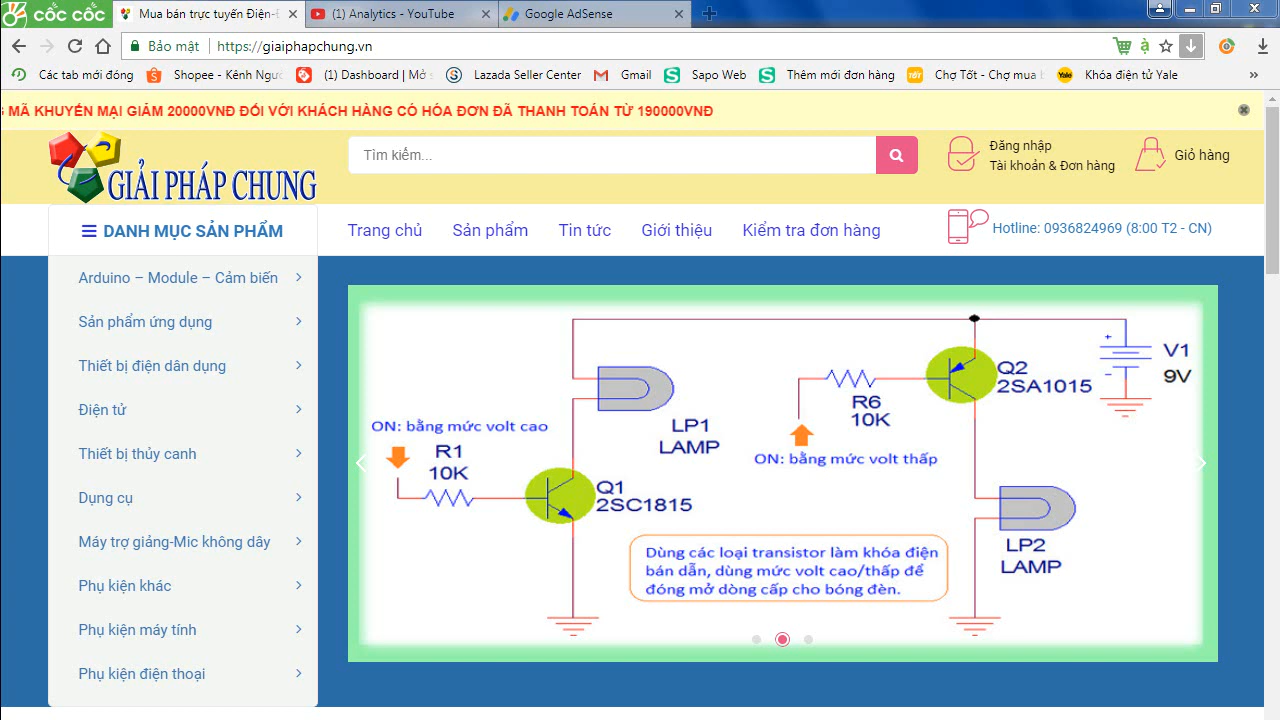 cốc cốc
Mua bán trực tuyến Điện-Đ
(1) Analytics - YouTube
Google AdSense
Bảo mật
https://giaiphapchung.vn
Các tab mới đóng
Shopee - Kênh Ngườ
(1) Dashboard | Mở s
Lazada Seller Center
Gmail
Sapo Web
Thêm mới đơn hàng
Chợ Tốt - Chợ mua b
Khóa điện tử Yale
MÃ KHUYẾN MẠI GIẢM 20000VNĐ ĐỐI VỚI KHÁCH HÀNG CÓ HÓA ĐƠN ĐÃ THANH TOÁN TỪ 190000VNĐ
GIẢI PHÁP CHUNG
Tìm kiếm...
Đăng nhập
Tài khoản & Đơn hàng
Giỏ hàng
DANH MỤC SẢN PHẨM
Trang chủ
Sản phẩm
Tin tức
Giới thiệu
Kiểm tra đơn hàng
Hotline: 0936824969 (8:00 T2 - CN)
Arduino – Module – Cảm biến
Sản phẩm ứng dụng
Thiết bị điện dân dụng
Điện tử
Thiết bị thủy canh
Dụng cụ
Máy trợ giảng-Mic không dây
Phụ kiện khác
Phụ kiện máy tính
Phụ kiện điện thoại
ON: bằng mức volt cao
R1
10K
LP1
LAMP
Q1
2SC1815
R6
10K
ON: bằng mức volt thấp
Q2
2SA1015
V1
9V
LP2
LAMP
Dùng các loại transistor làm khóa điện
bán dẫn, dùng mức volt cao/thấp để
đóng mở dòng cấp cho bóng đèn.